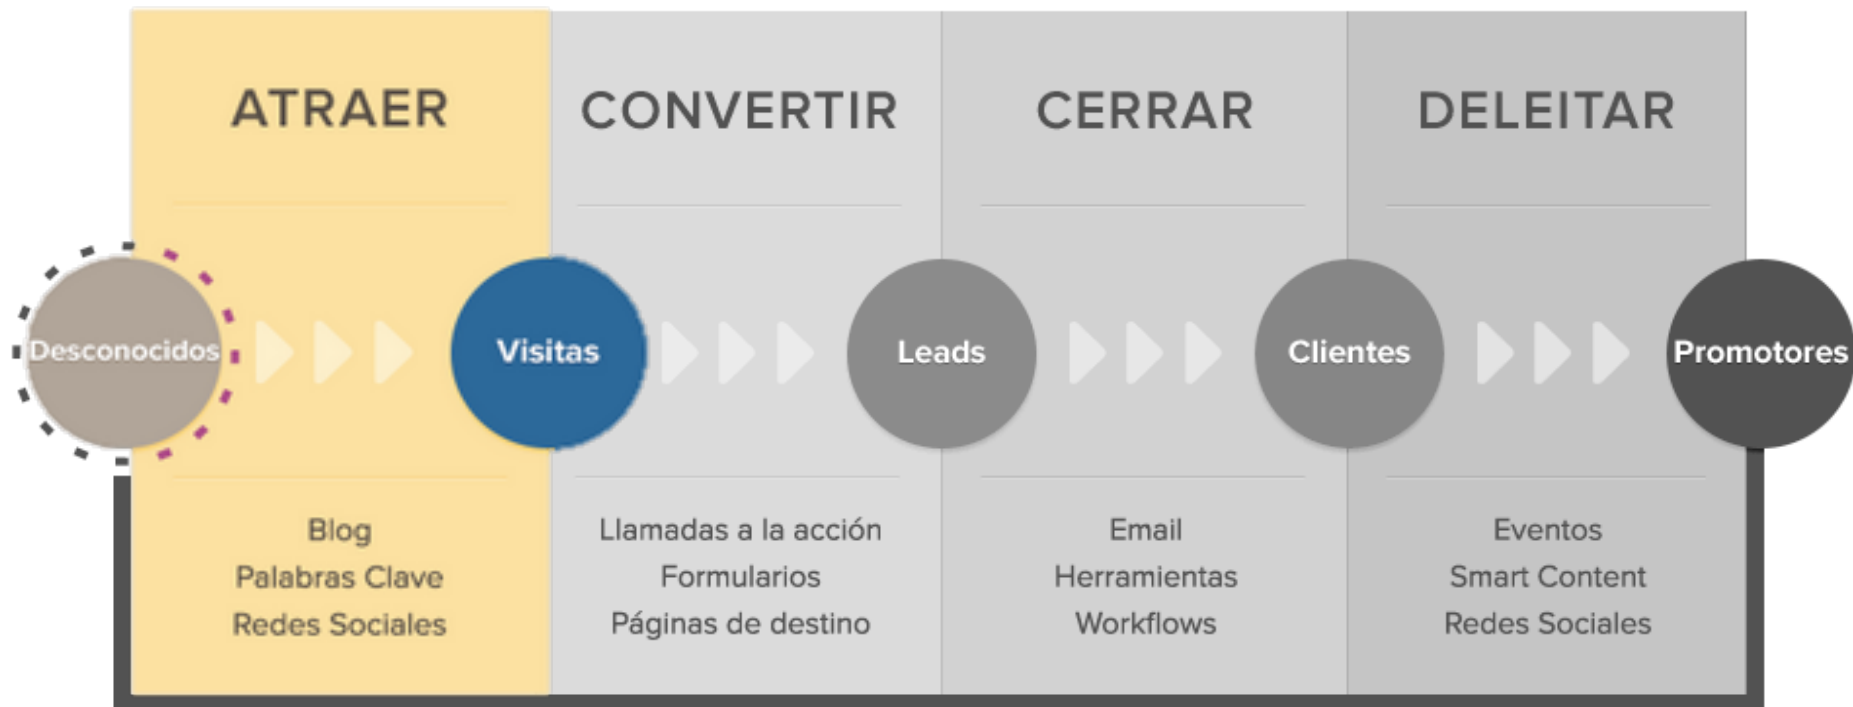 ATRAER
CONVERTIR
CERRAR
DELEITAR
Desconocidos
Visitas
Leads
Clientes
Promotores
Blog
Palabras Clave
Redes Sociales
Llamadas a la acción
Formularios
Páginas de destino
Email
Herramientas
Workflows
Eventos
Smart Content
Redes Sociales